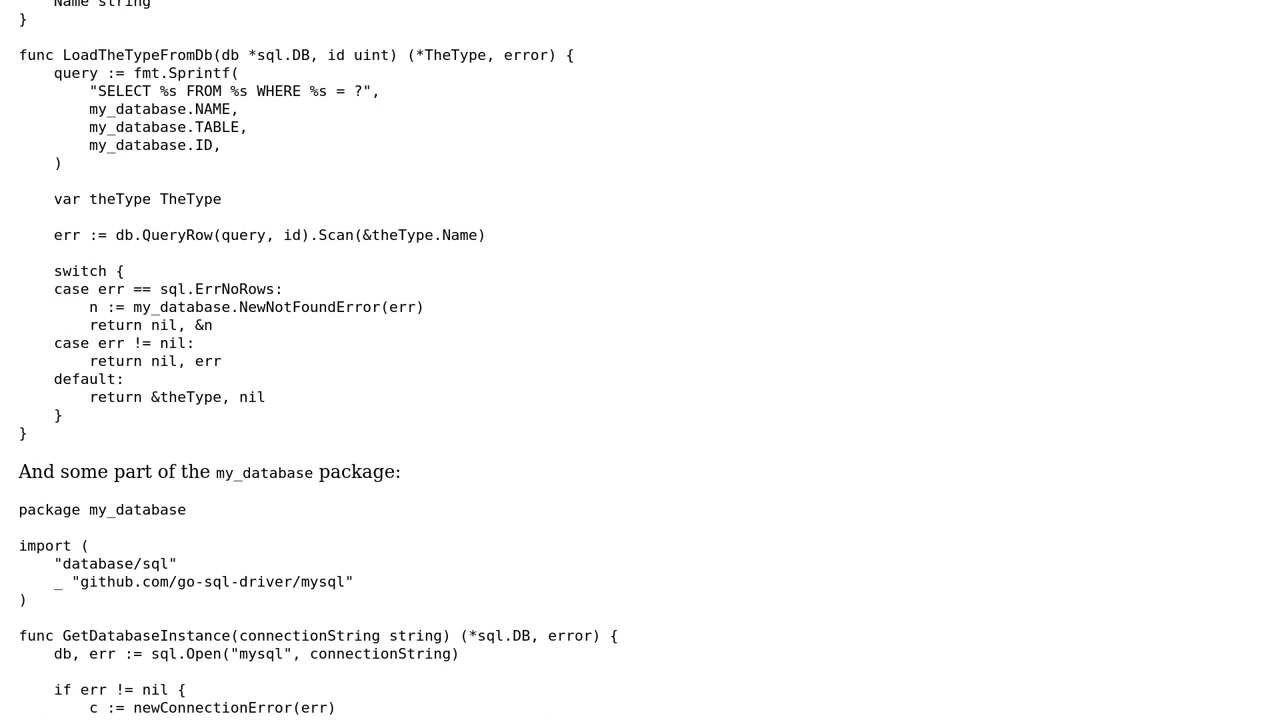 Name string
}
func LoadTheTypeFromDb(db *sql.DB, id uint) (*TheType, error) {
    query := fmt.Sprintf(
        "SELECT %s FROM %s WHERE %s = ?",
        my_database.NAME,
        my_database.TABLE,
        my_database.ID,
    )
    var theType TheType
    err := db.QueryRow(query, id).Scan(&theType.Name)
    switch {
    case err == sql.ErrNoRows:
        n := my_database.NewNotFoundError(err)
        return nil, &n
    case err != nil:
        return nil, err
    default:
        return &theType, nil
    }
}
And some part of the my_database package:
package my_database
import (
    "database/sql"
    _ "github.com/go-sql-driver/mysql"
)
func GetDatabaseInstance(connectionString string) (*sql.DB, error) {
    db, err := sql.Open("mysql", connectionString)
    if err != nil {
        c := newConnectionError(err)